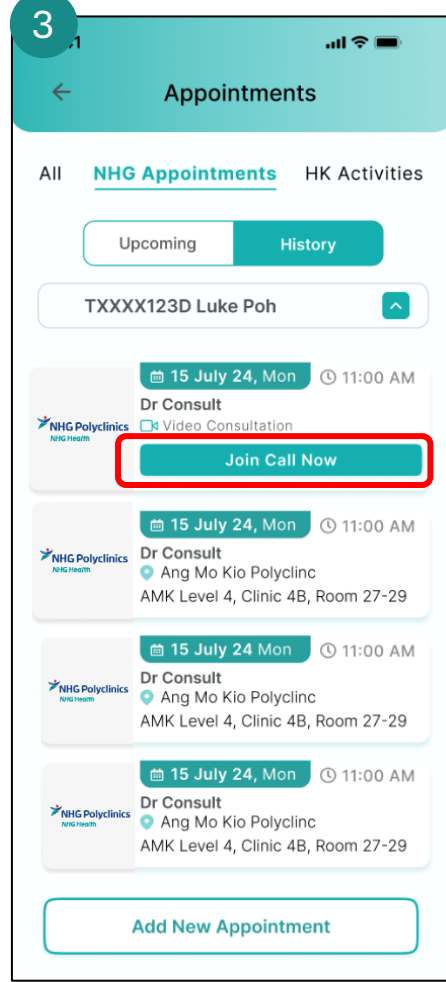 3
1
Appointments
All NHG Appointments HK Activities
Upcoming History
TXXXX123D Luke Poh
15 July 24, Mon 11:00 AM
Dr Consult
NHG Polyclinics
NHG Health
Video Consultation
Join Call Now
15 July 24, Mon 11:00 AM
Dr Consult
NHG Polyclinics
NHG Health
Ang Mo Kio Polyclinc
AMK Level 4, Clinic 4B, Room 27-29
15 July 24 Mon 11:00 AM
Dr Consult
NHG Polyclinics
NHG Health
Ang Mo Kio Polyclinc
AMK Level 4, Clinic 4B, Room 27-29
15 July 24, Mon 11:00 AM
Dr Consult
NHG Polyclinics
NHG Health
Ang Mo Kio Polyclinc
AMK Level 4, Clinic 4B, Room 27-29
Add New Appointment